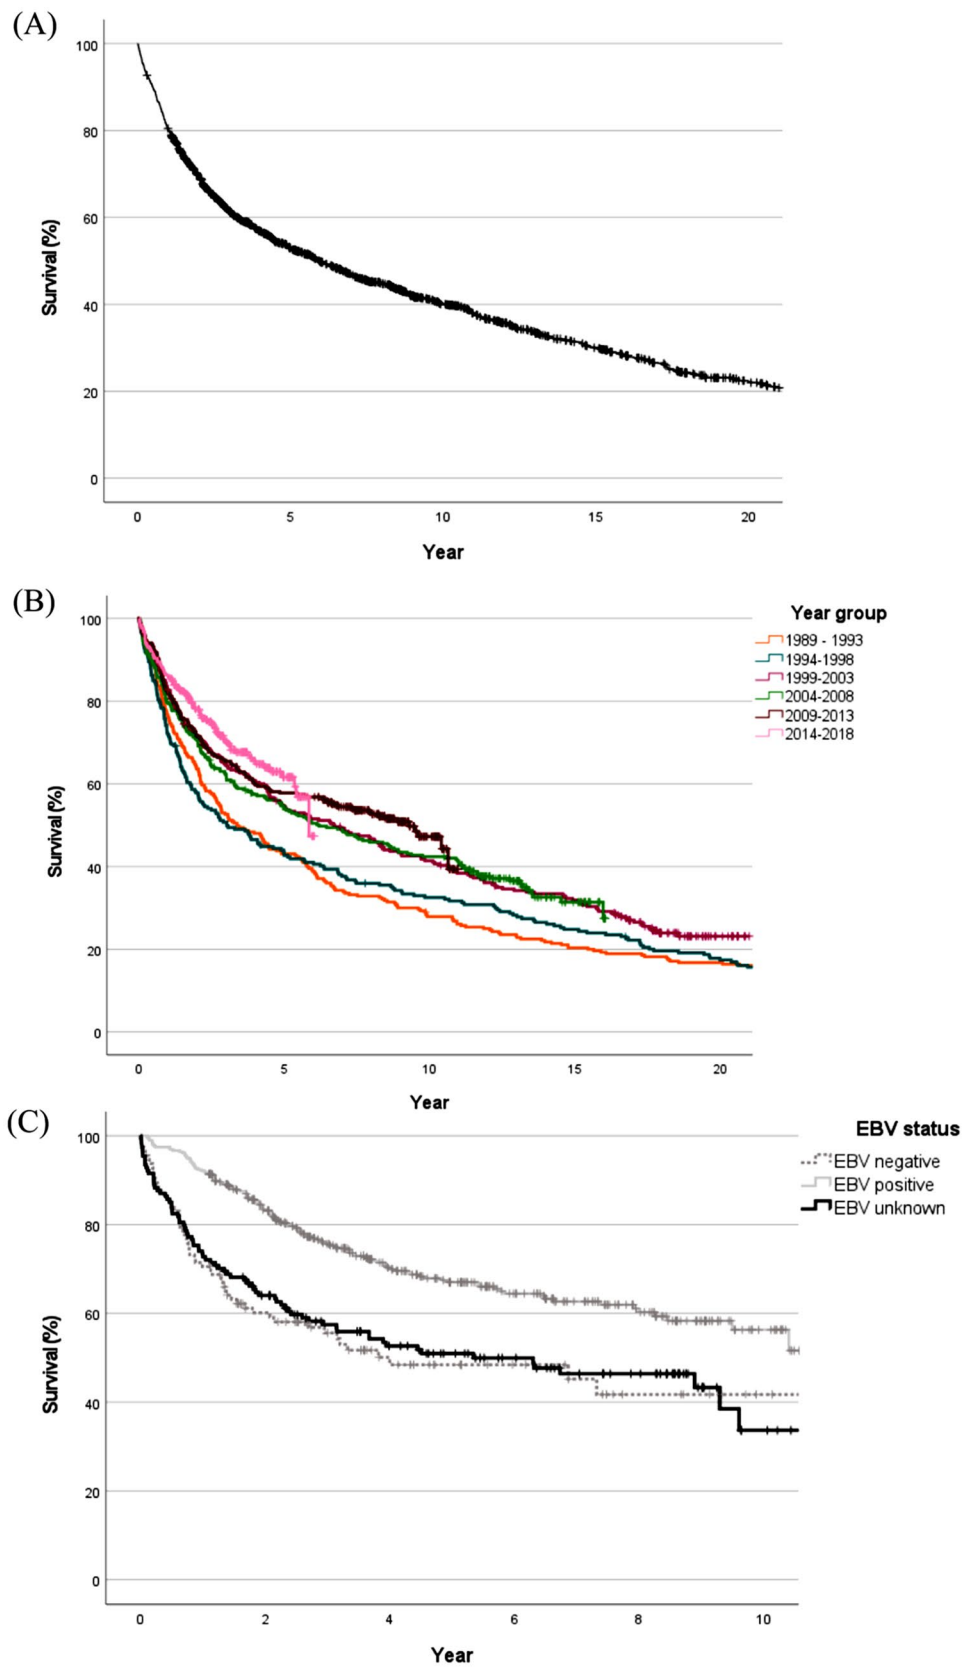 (A)
100
80
60
40
20
0
Survival (%)
0 5 10 15 20
Year
(B)
100
80
60
40
20
0
Survival (%)
0 5 10 15 20
Year
Year group
1989 - 1993
1994-1998
1999-2003
2004-2008
2009-2013
2014-2018
(C)
100
80
60
40
20
0
Survival (%)
0 2 4 6 8 10
Year
EBV status
EBV negative
EBV positive
EBV unknown